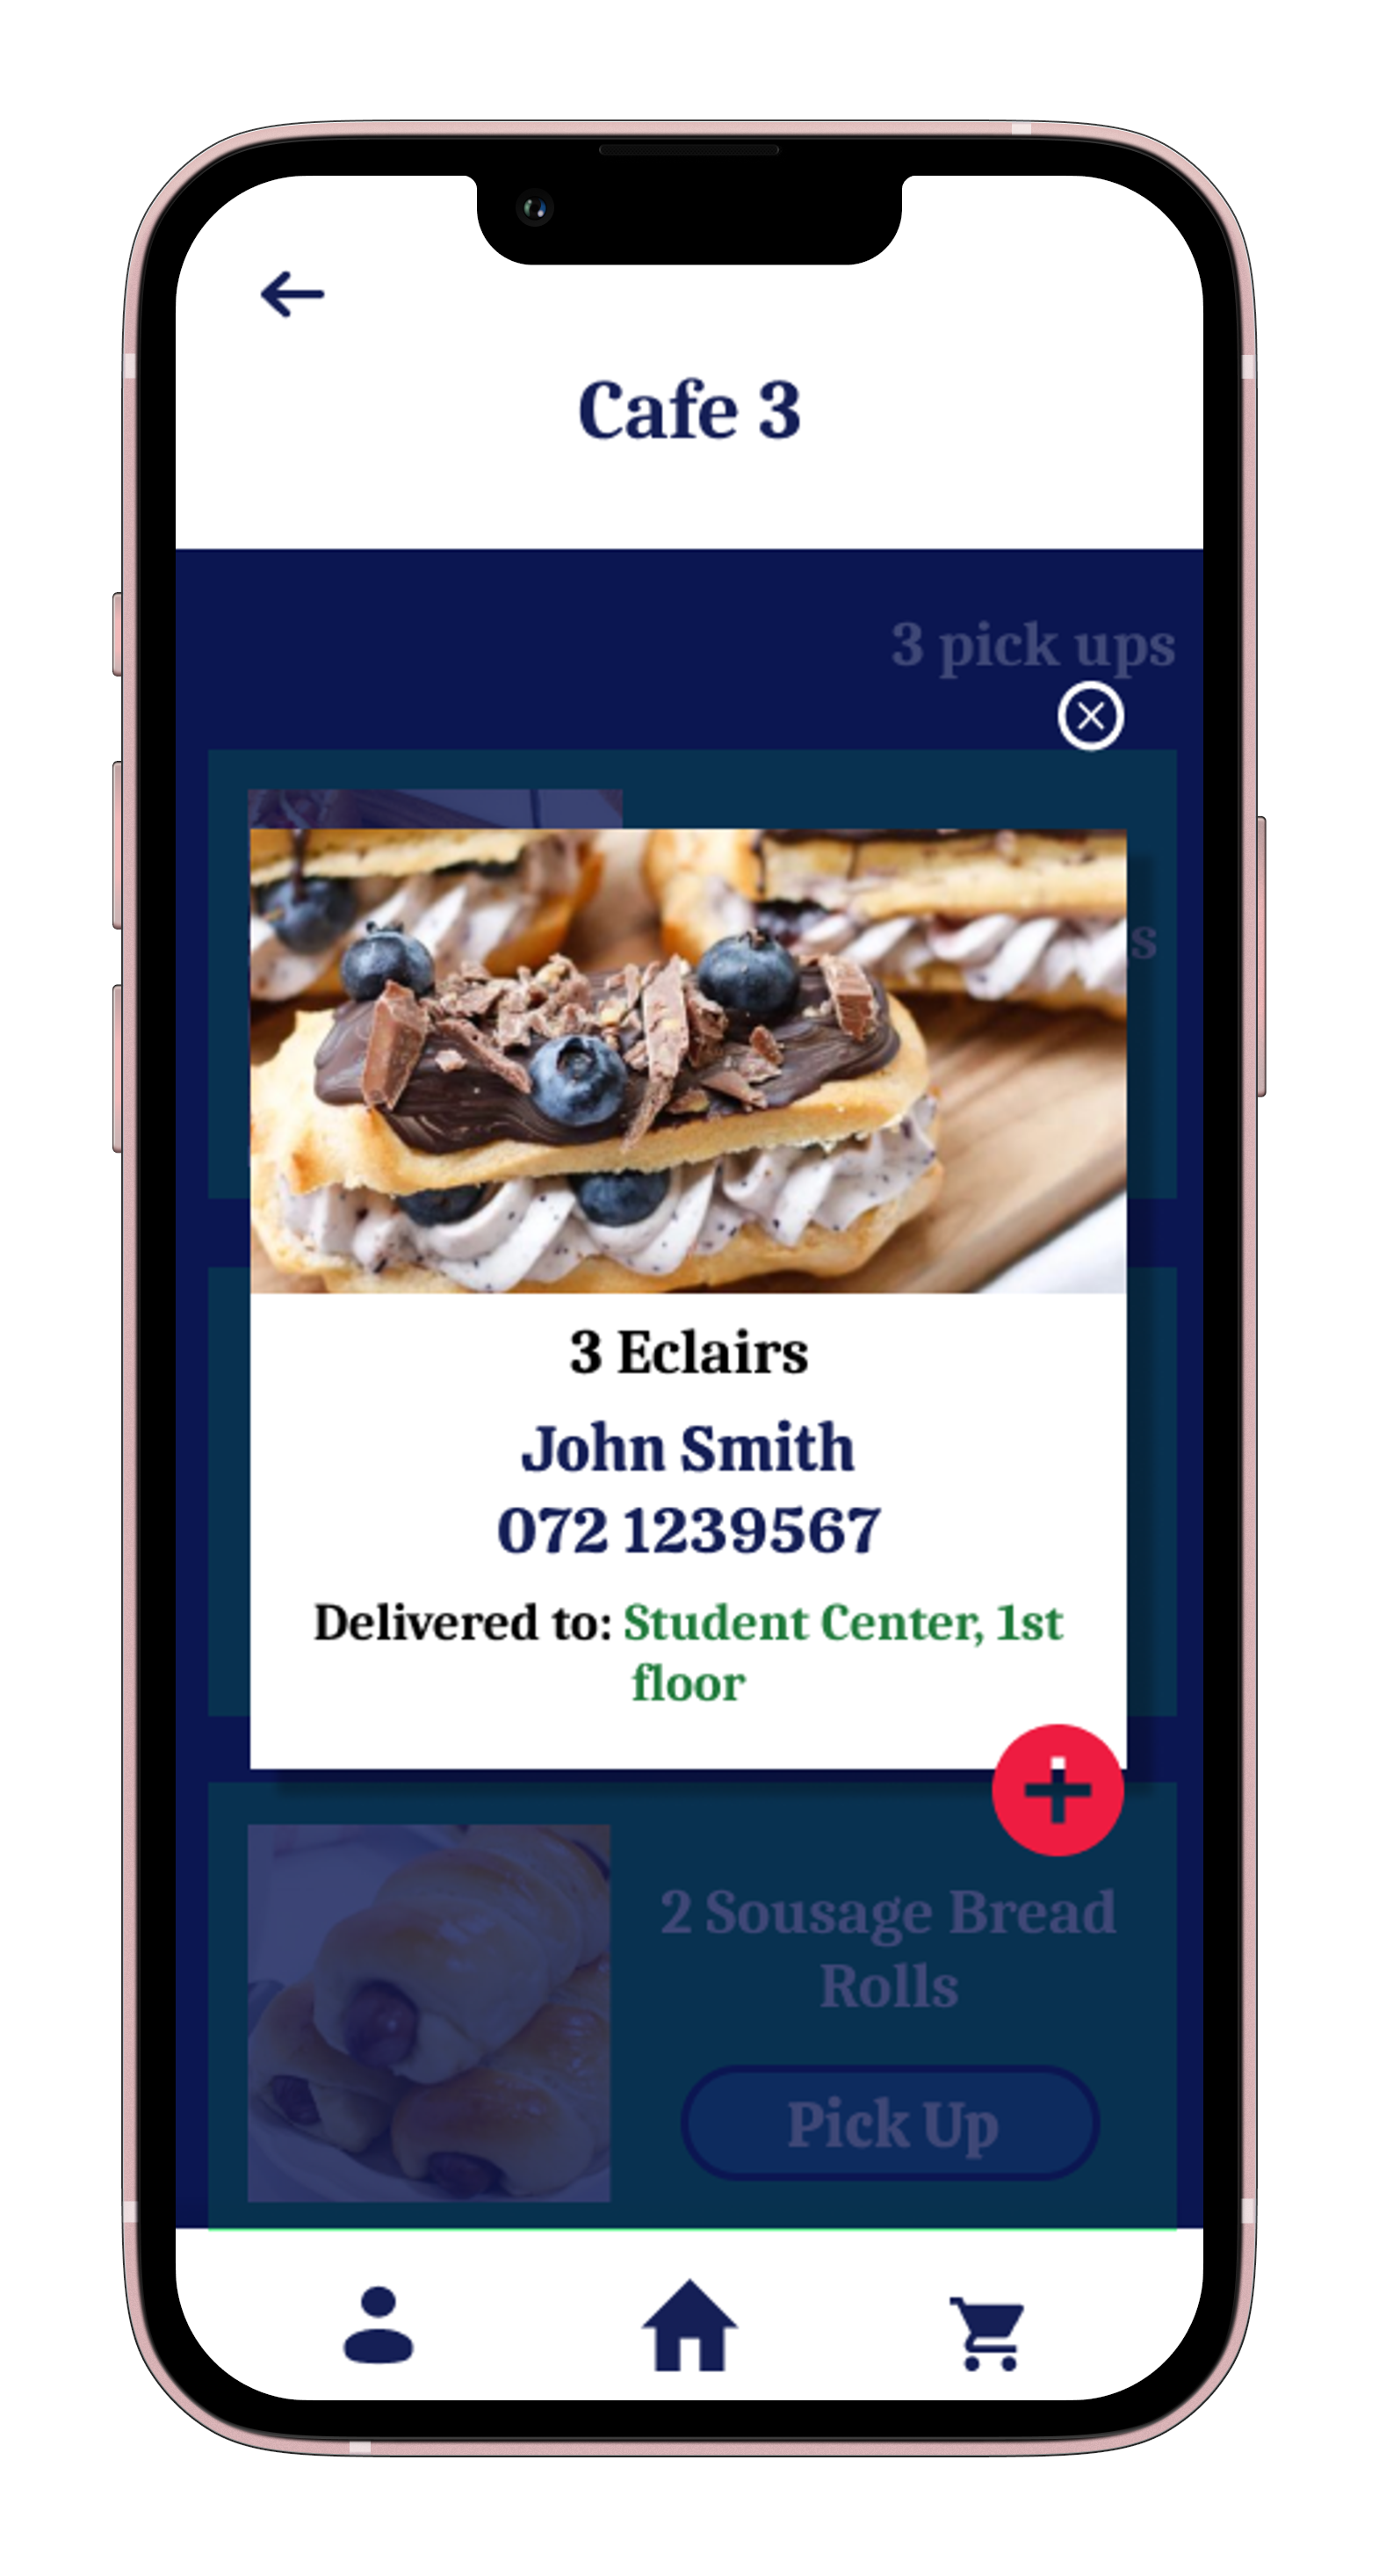 Cafe 3
3 pick ups
s
3 Eclairs
John Smith
072 1239567
Delivered to: Student Center, 1st
floor
2 Sousage Bread
Rolls
Pick Up